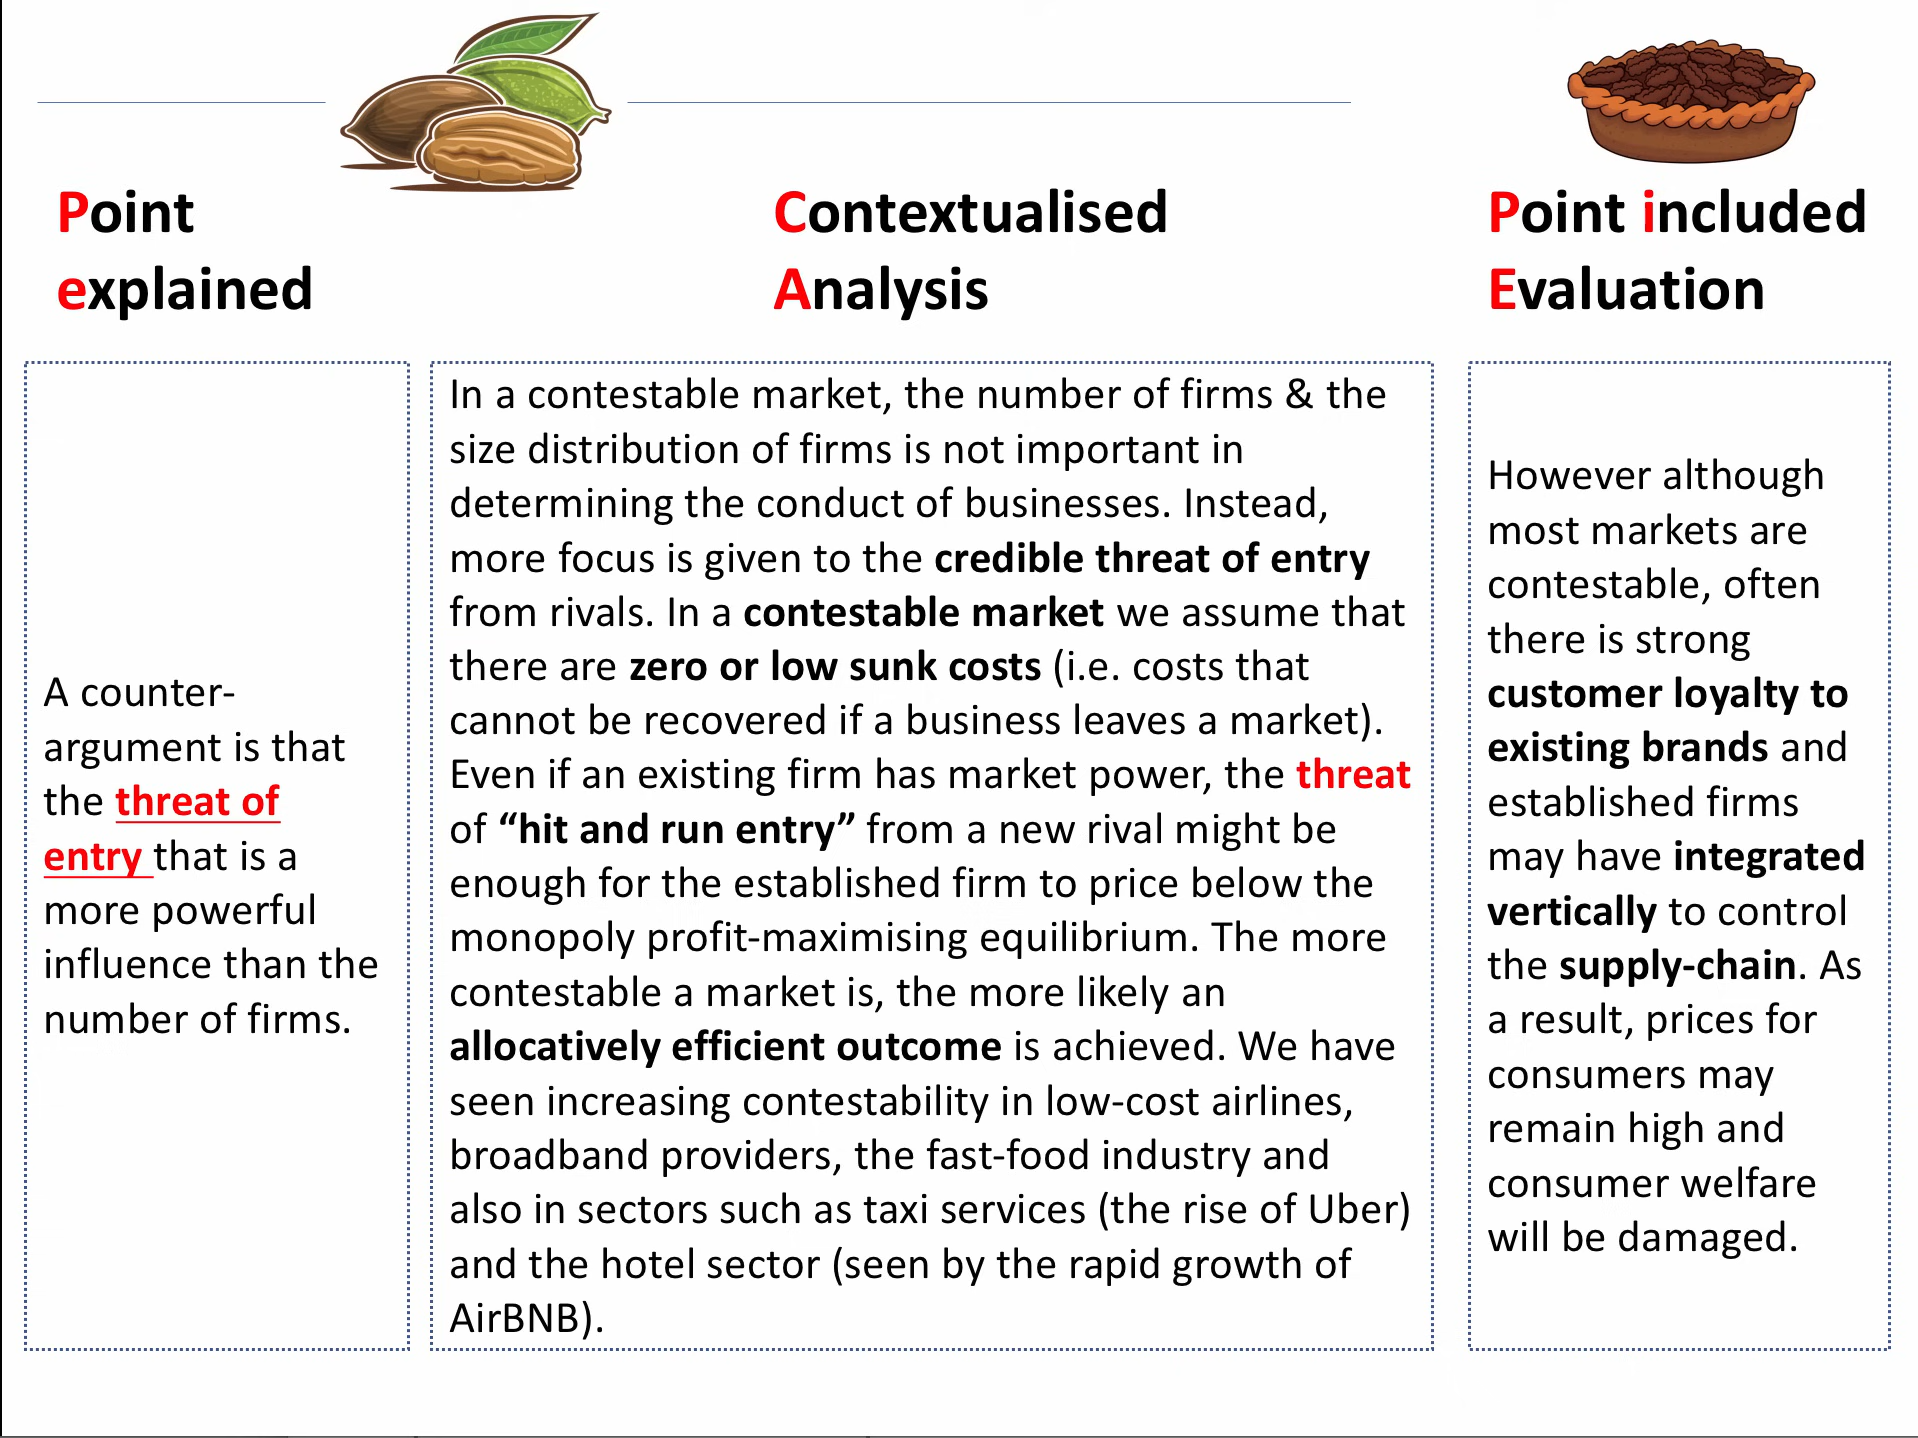 Point
explained
Contextualised
Analysis
Point included
Evaluation
A counter-
argument is that
the threat of
entry that is a
more powerful
influence than the
number of firms.
In a contestable market, the number of firms & the
size distribution of firms is not important in
determining the conduct of businesses. Instead,
more focus is given to the credible threat of entry
from rivals. In a contestable market we assume that
there are zero or low sunk costs (i.e. costs that
cannot be recovered if a business leaves a market).
Even if an existing firm has market power, the threat
of “hit and run entry” from a new rival might be
enough for the established firm to price below the
monopoly profit-maximising equilibrium. The more
contestable a market is, the more likely an
allocatively efficient outcome is achieved. We have
seen increasing contestability in low-cost airlines,
broadband providers, the fast-food industry and
also in sectors such as taxi services (the rise of Uber)
and the hotel sector (seen by the rapid growth of
AirBNB).
However although
most markets are
contestable, often
there is strong
customer loyalty to
existing brands and
established firms
may have integrated
vertically to control
the supply-chain. As
a result, prices for
consumers may
remain high and
consumer welfare
will be damaged.